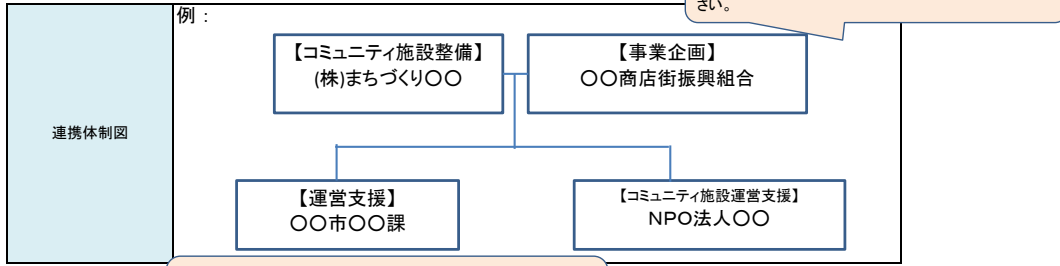 さい。
例：
【コミュニティ施設整備】
(株)まちづくり〇〇
【事業企画】
〇〇商店街振興組合
連携体制図
【運営支援】
〇〇市〇〇課
【コミュニティ施設運営支援】
NPO法人〇〇